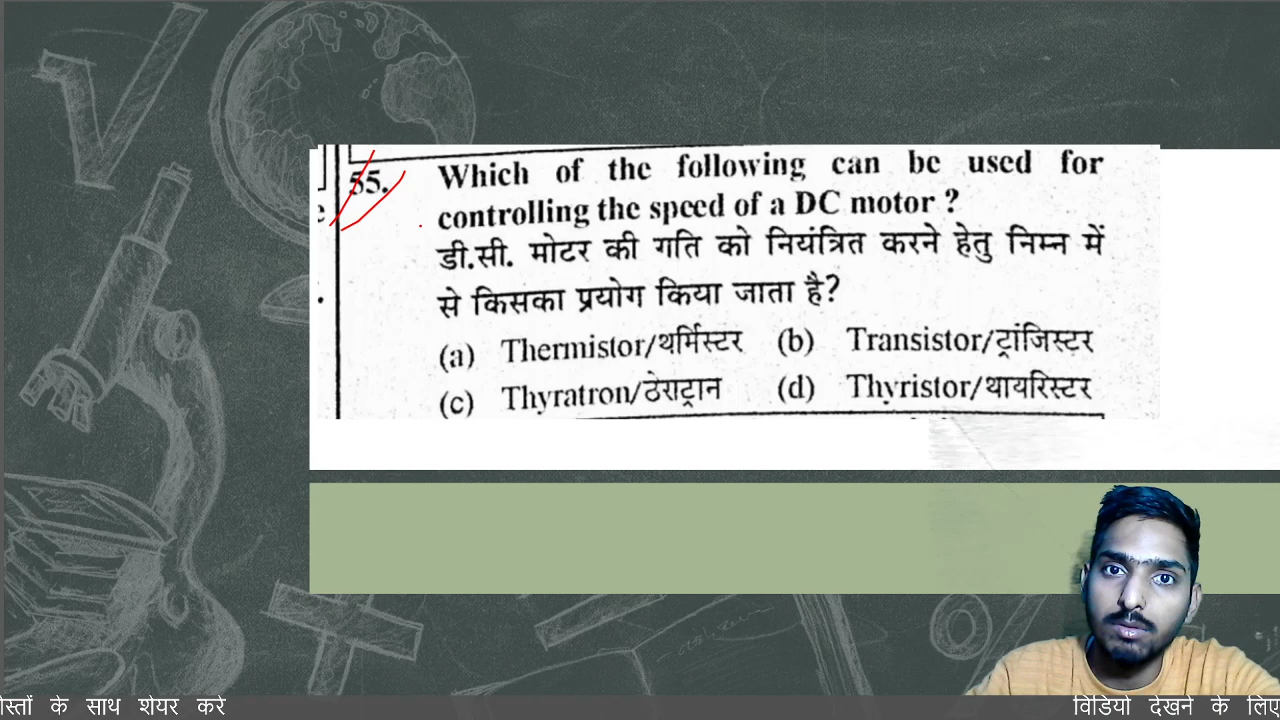 55. Which of the following can be used for
controlling the speed of a DC motor ?
डी.सी. मोटर की गति को नियंत्रित करने हेतु निम्न में
से किसका प्रयोग किया जाता है?
(a) Thermistor/थर्मिस्टर (b) Transistor/ट्रांजिस्टर
(c) Thyratron/ठेराट्रान (d) Thyristor/थायरिस्टर
ोस्तों के साथ शेयर करे विडियो देखने के लिए